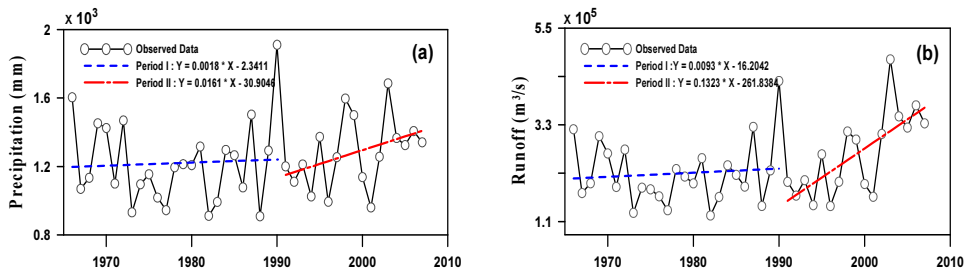 x 10³
2
1.6
1.2
0.8
Precipitation (mm)
Observed Data
Period I : Y = 0.0018 * X - 2.3411
Period II : Y = 0.0161 * X - 30.9046
(a)
1970 1980 1990 2000 2010
x 10⁵
5.5
3.3
1.1
Runoff (m³/s)
Observed Data
Period I :Y = 0.0093 * X - 16.2042
Period II : Y = 0.1323 * X - 261.8384
(b)
1970 1980 1990 2000 2010